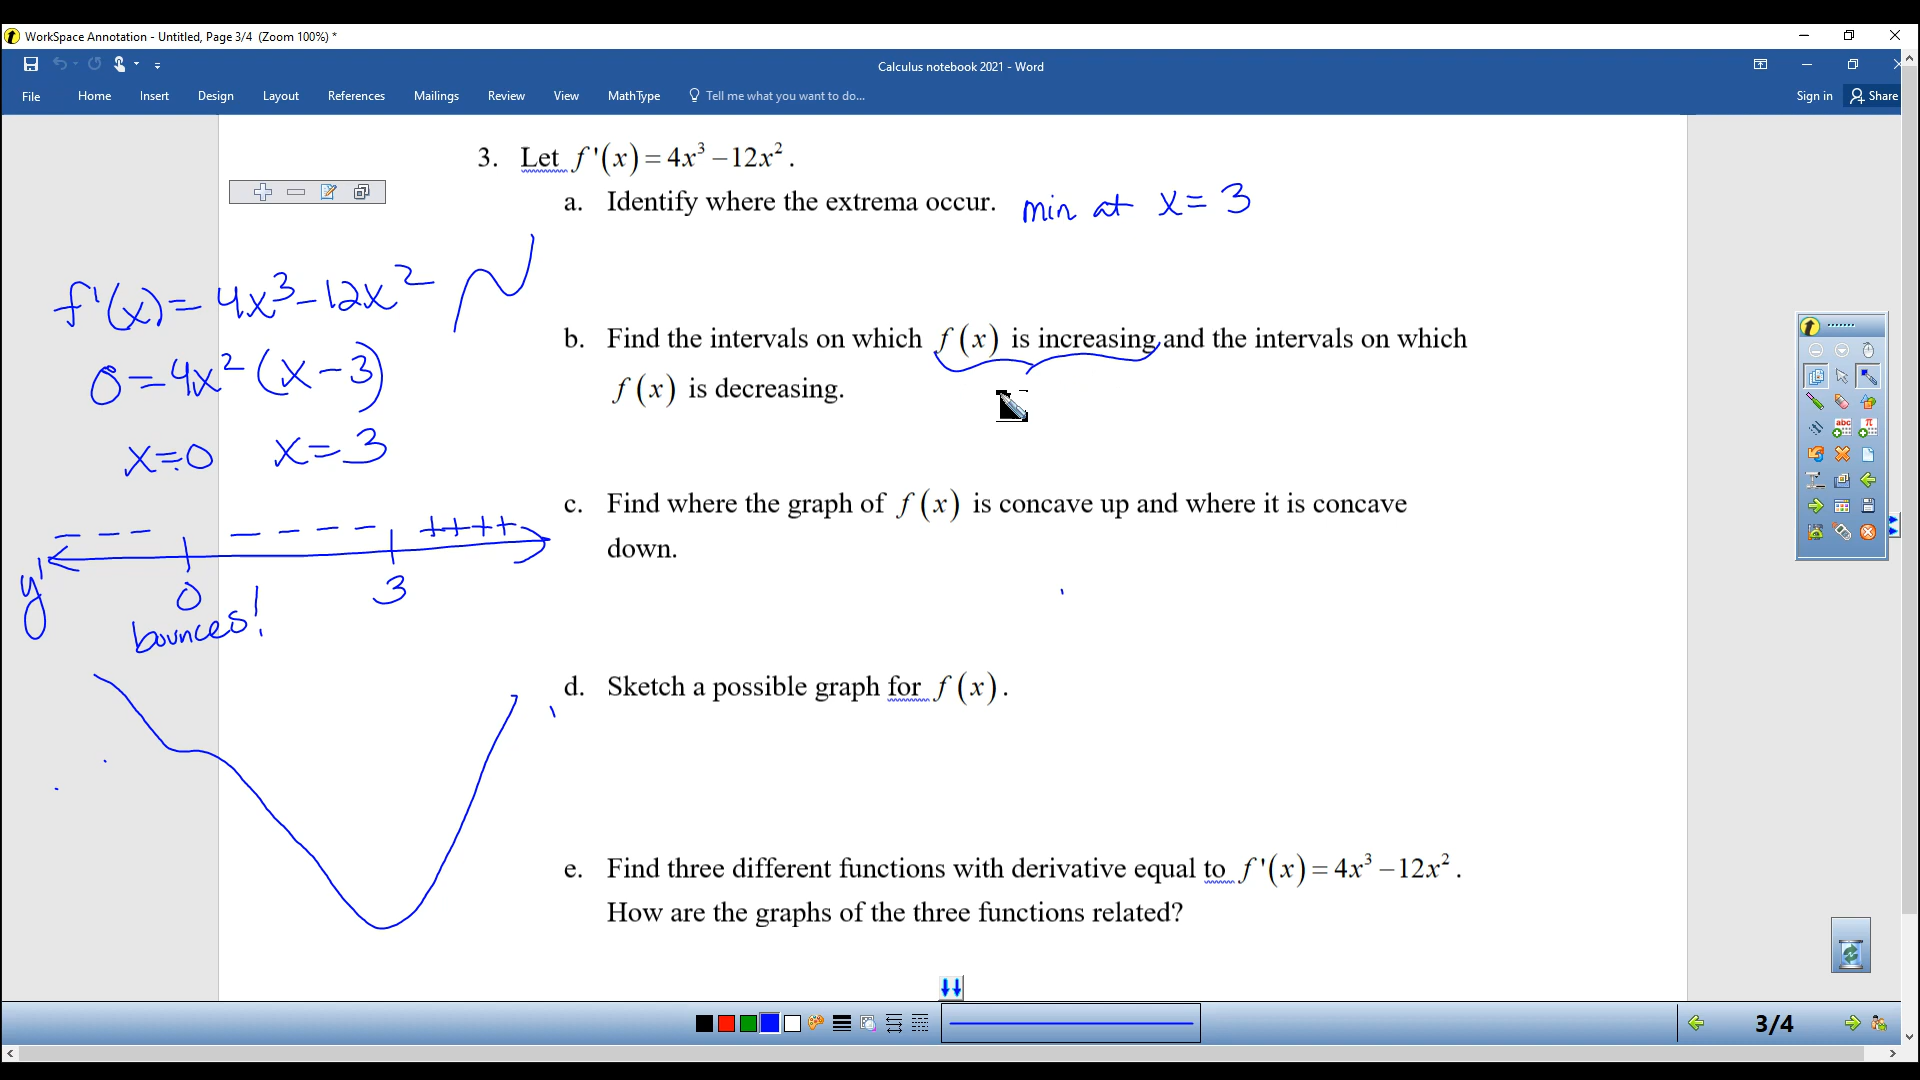 WorkSpace Annotation - Untitled, Page 3/4 (Zoom 100%) *
Calculus notebook 2021 - Word
File Home Insert Design Layout References Mailings Review View MathType Tell me what you want to do... Sign in Share
3. Let f'(x) = 4x³ − 12x².
a. Identify where the extrema occur. min at x = 3
f'(x) = 4x³ − 12x²
0 = 4x² (x − 3)
x = 0 x = 3
− − − − − − − + + + +
y'
0 3
bounces!
b. Find the intervals on which f(x) is increasing and the intervals on which
f(x) is decreasing.
c. Find where the graph of f(x) is concave up and where it is concave
down.
d. Sketch a possible graph for f(x).
e. Find three different functions with derivative equal to f'(x) = 4x³ − 12x².
How are the graphs of the three functions related?
abc π
3/4